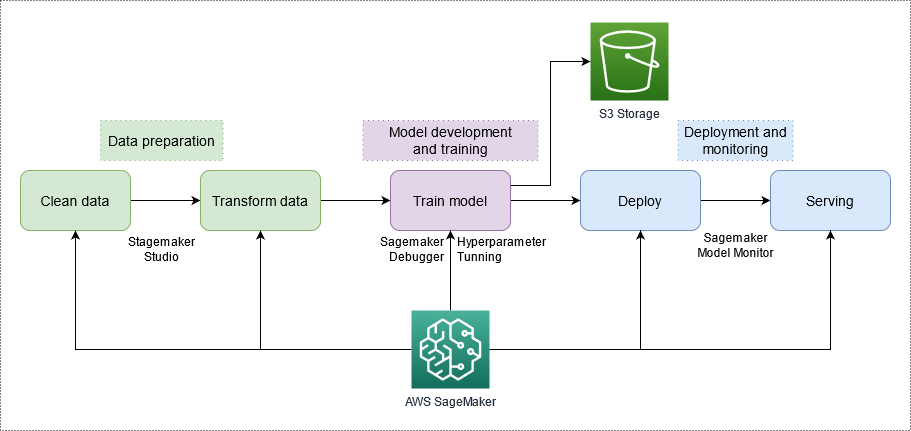 S3 Storage
Data preparation
Model development
and training
Deployment and
monitoring
Clean data
Transform data
Train model
Deploy
Serving
Stagemaker
Studio
Sagemaker
Debugger
Hyperparameter
Tunning
Sagemaker
Model Monitor
AWS SageMaker